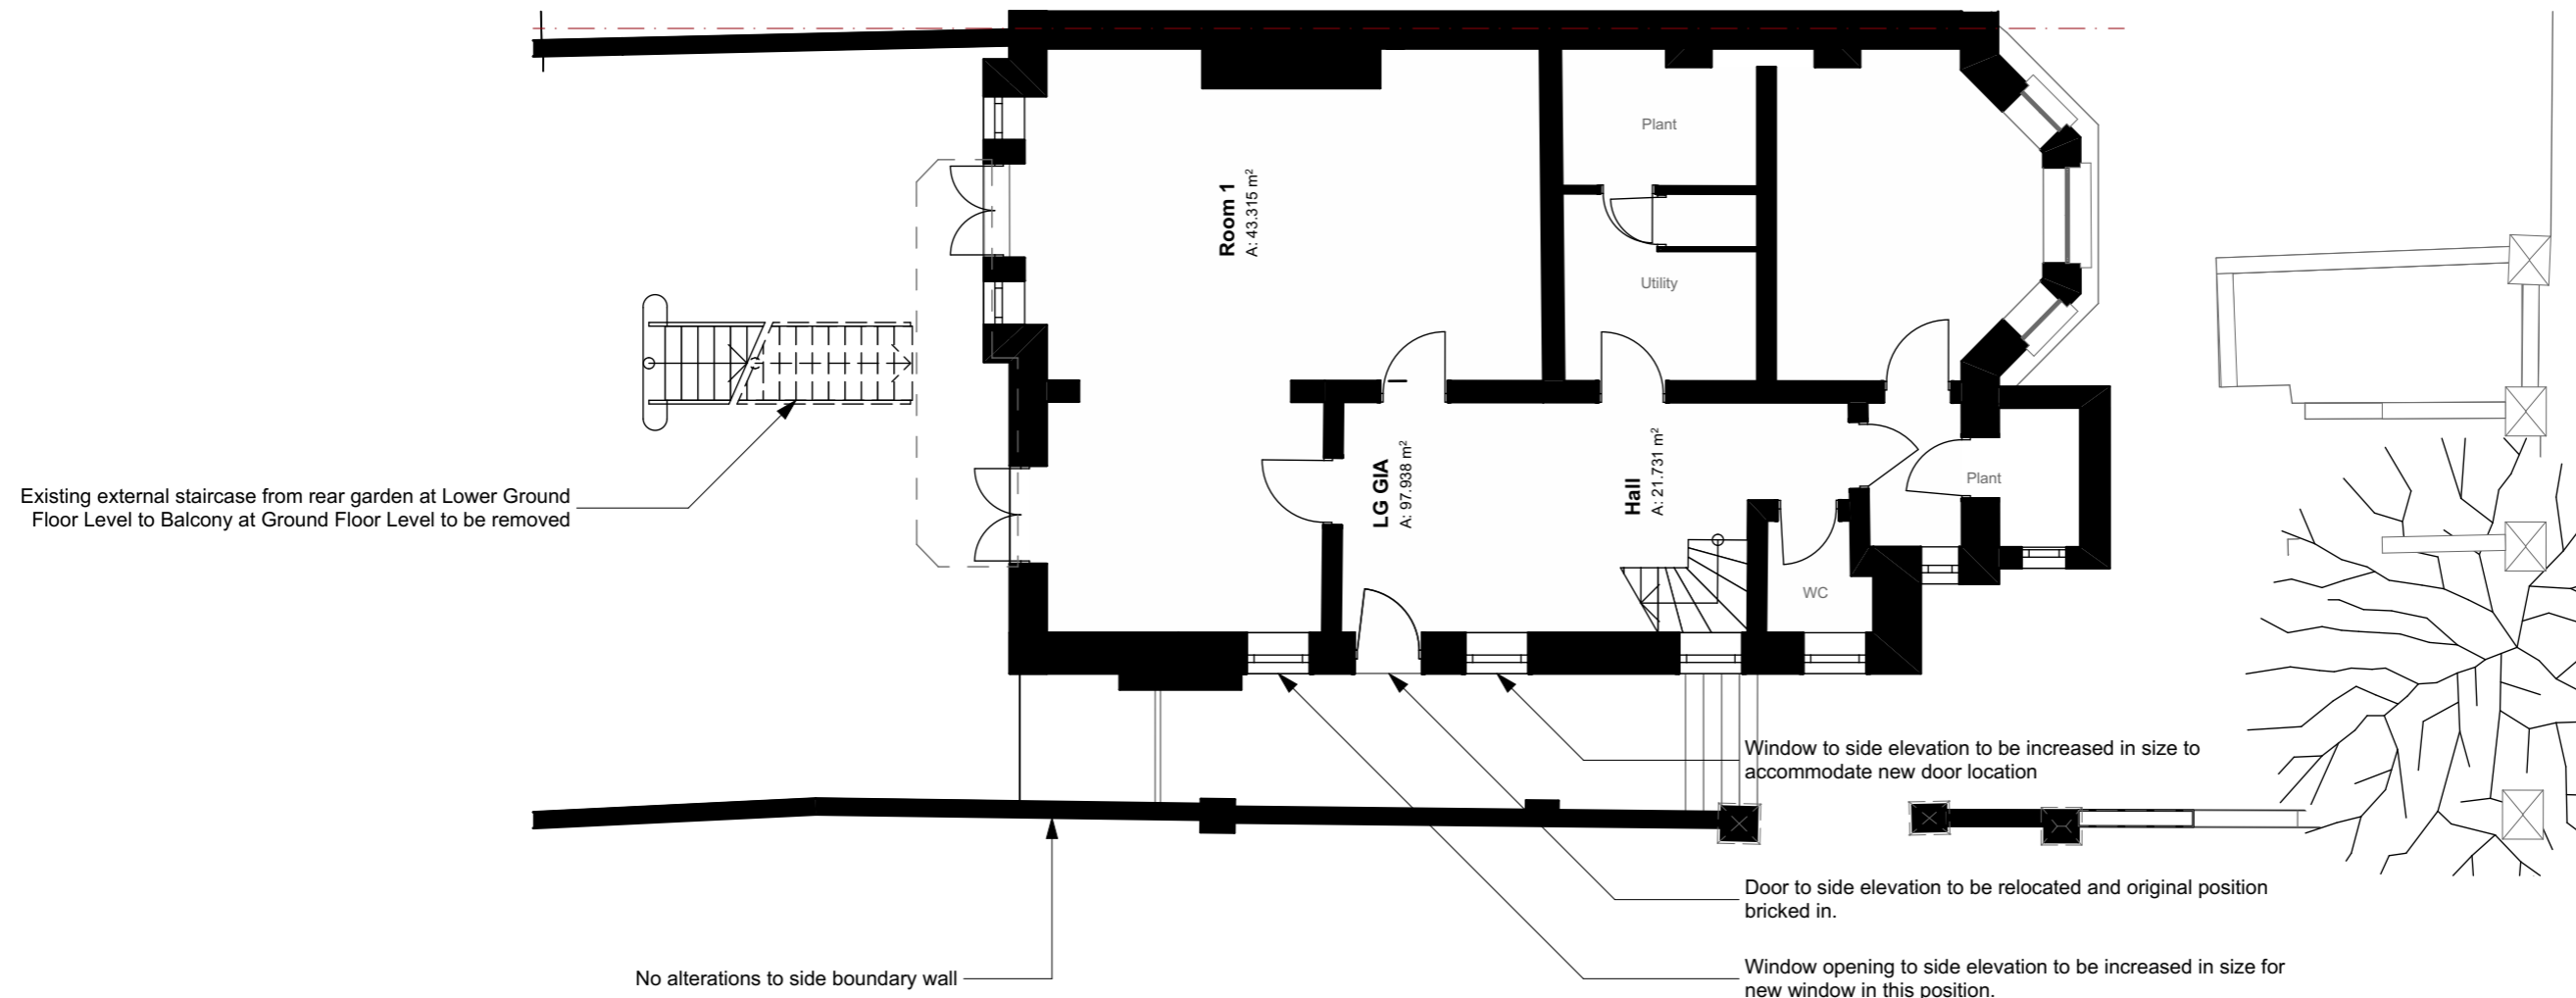 Plant
Room 1
A: 43.315 m²
Utility
LG GIA
A: 97.938 m²
Hall
A: 21.731 m²
Plant
WC
Existing external staircase from rear garden at Lower Ground
Floor Level to Balcony at Ground Floor Level to be removed
Window to side elevation to be increased in size to
accommodate new door location
Door to side elevation to be relocated and original position
bricked in.
No alterations to side boundary wall
Window opening to side elevation to be increased in size for
new window in this position.